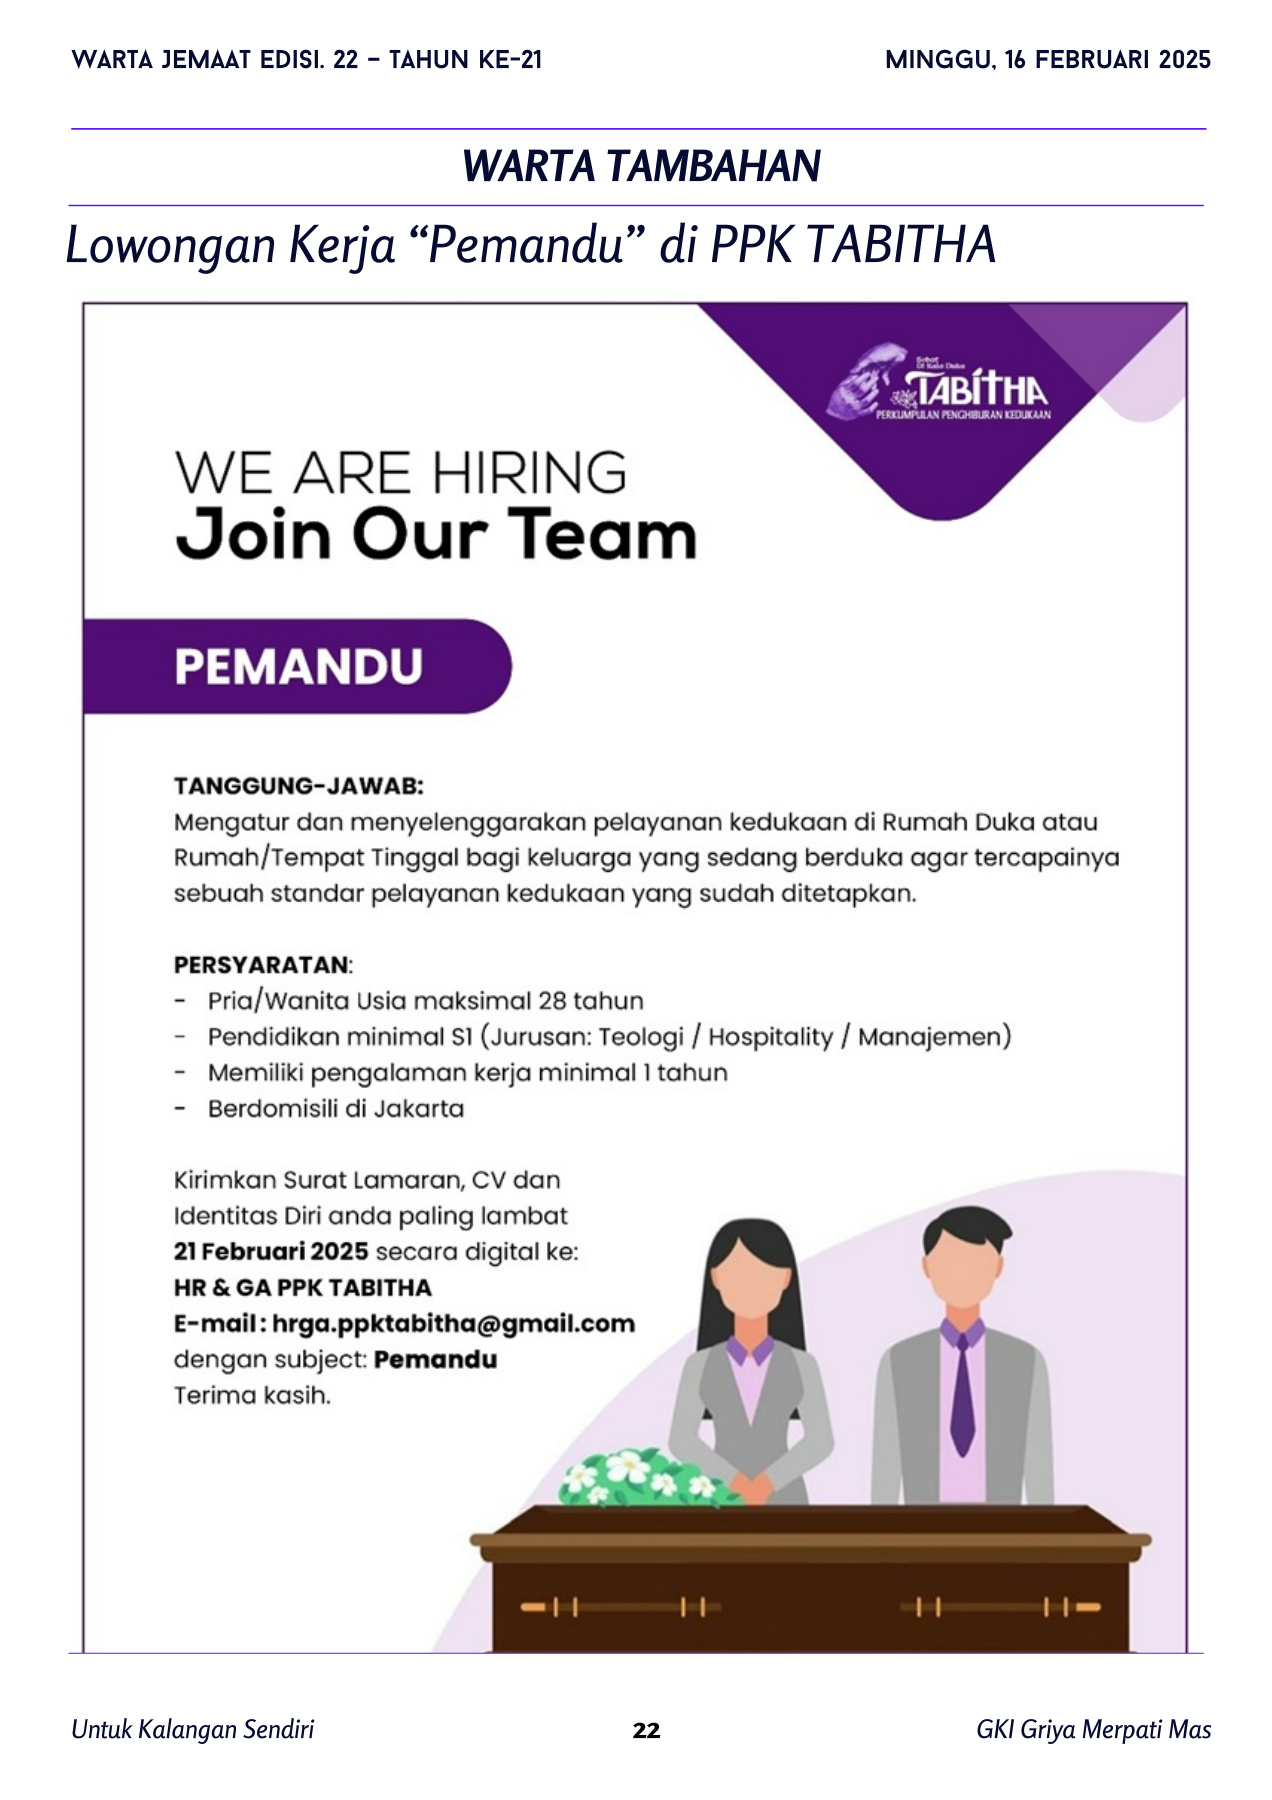 WARTA JEMAAT EDISI. 22 – TAHUN KE-21
MINGGU, 16 FEBRUARI 2025
WARTA TAMBAHAN
Lowongan Kerja “Pemandu” di PPK TABITHA
Sobat
Di Kala Duka
TABITHA
PERKUMPULAN PENGHIBURAN KEDUKAAN
WE ARE HIRING
Join Our Team
PEMANDU
TANGGUNG-JAWAB:
Mengatur dan menyelenggarakan pelayanan kedukaan di Rumah Duka atau
Rumah/Tempat Tinggal bagi keluarga yang sedang berduka agar tercapainya
sebuah standar pelayanan kedukaan yang sudah ditetapkan.
PERSYARATAN:
- Pria/Wanita Usia maksimal 28 tahun
- Pendidikan minimal S1 (Jurusan: Teologi / Hospitality / Manajemen)
- Memiliki pengalaman kerja minimal 1 tahun
- Berdomisili di Jakarta
Kirimkan Surat Lamaran, CV dan
Identitas Diri anda paling lambat
21 Februari 2025 secara digital ke:
HR & GA PPK TABITHA
E-mail : hrga.ppktabitha@gmail.com
dengan subject: Pemandu
Terima kasih.
Untuk Kalangan Sendiri
22
GKI Griya Merpati Mas